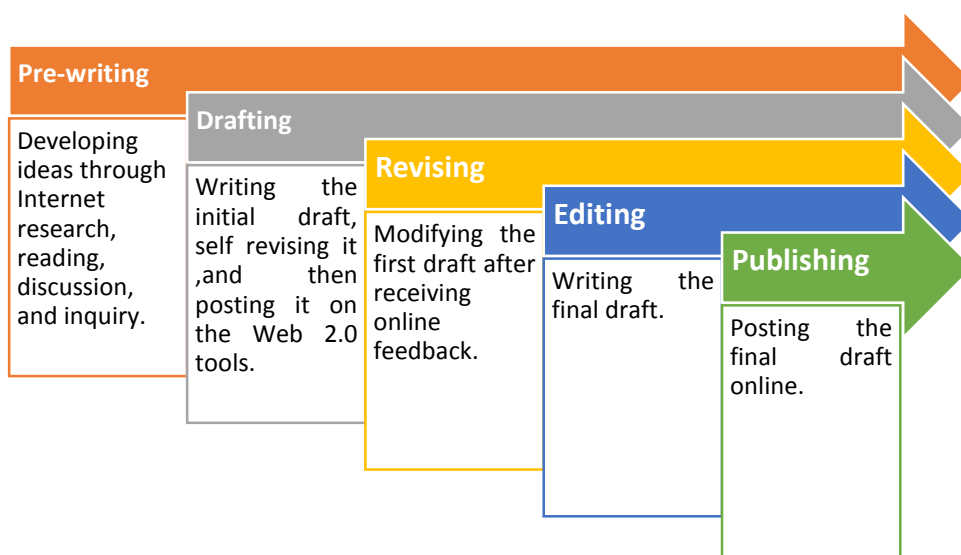 Pre-writing
Developing
ideas through
Internet
research,
reading,
discussion,
and inquiry.
Drafting
Writing the
initial draft,
self revising it
,and then
posting it on
the Web 2.0
tools.
Revising
Modifying the
first draft after
receiving
online
feedback.
Editing
Writing the
final draft.
Publishing
Posting the
final draft
online.